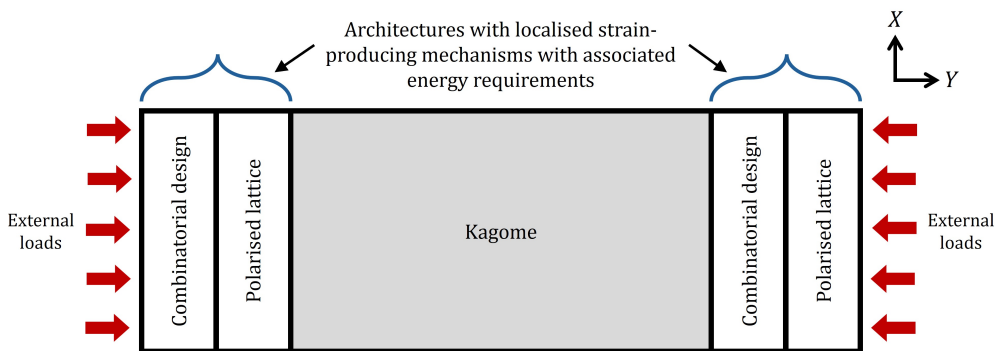 Architectures with localised strain-
producing mechanisms with associated
energy requirements
X
Y
External
loads
Combinatorial design
Polarised lattice
Kagome
Combinatorial design
Polarised lattice
External
loads